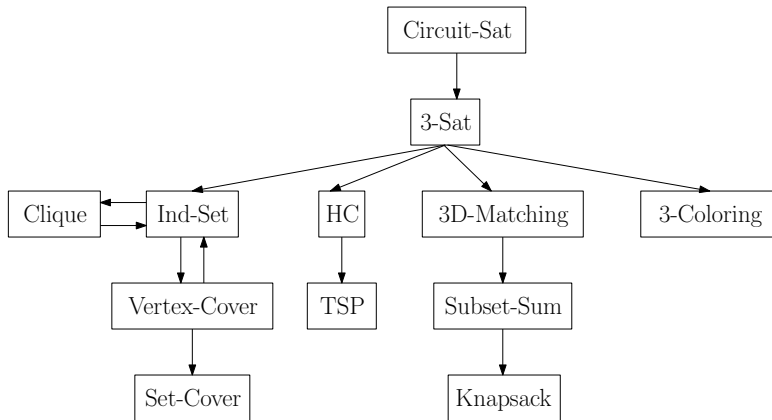 Circuit-Sat
3-Sat
Clique
Ind-Set
HC
3D-Matching
3-Coloring
Vertex-Cover
TSP
Subset-Sum
Set-Cover
Knapsack